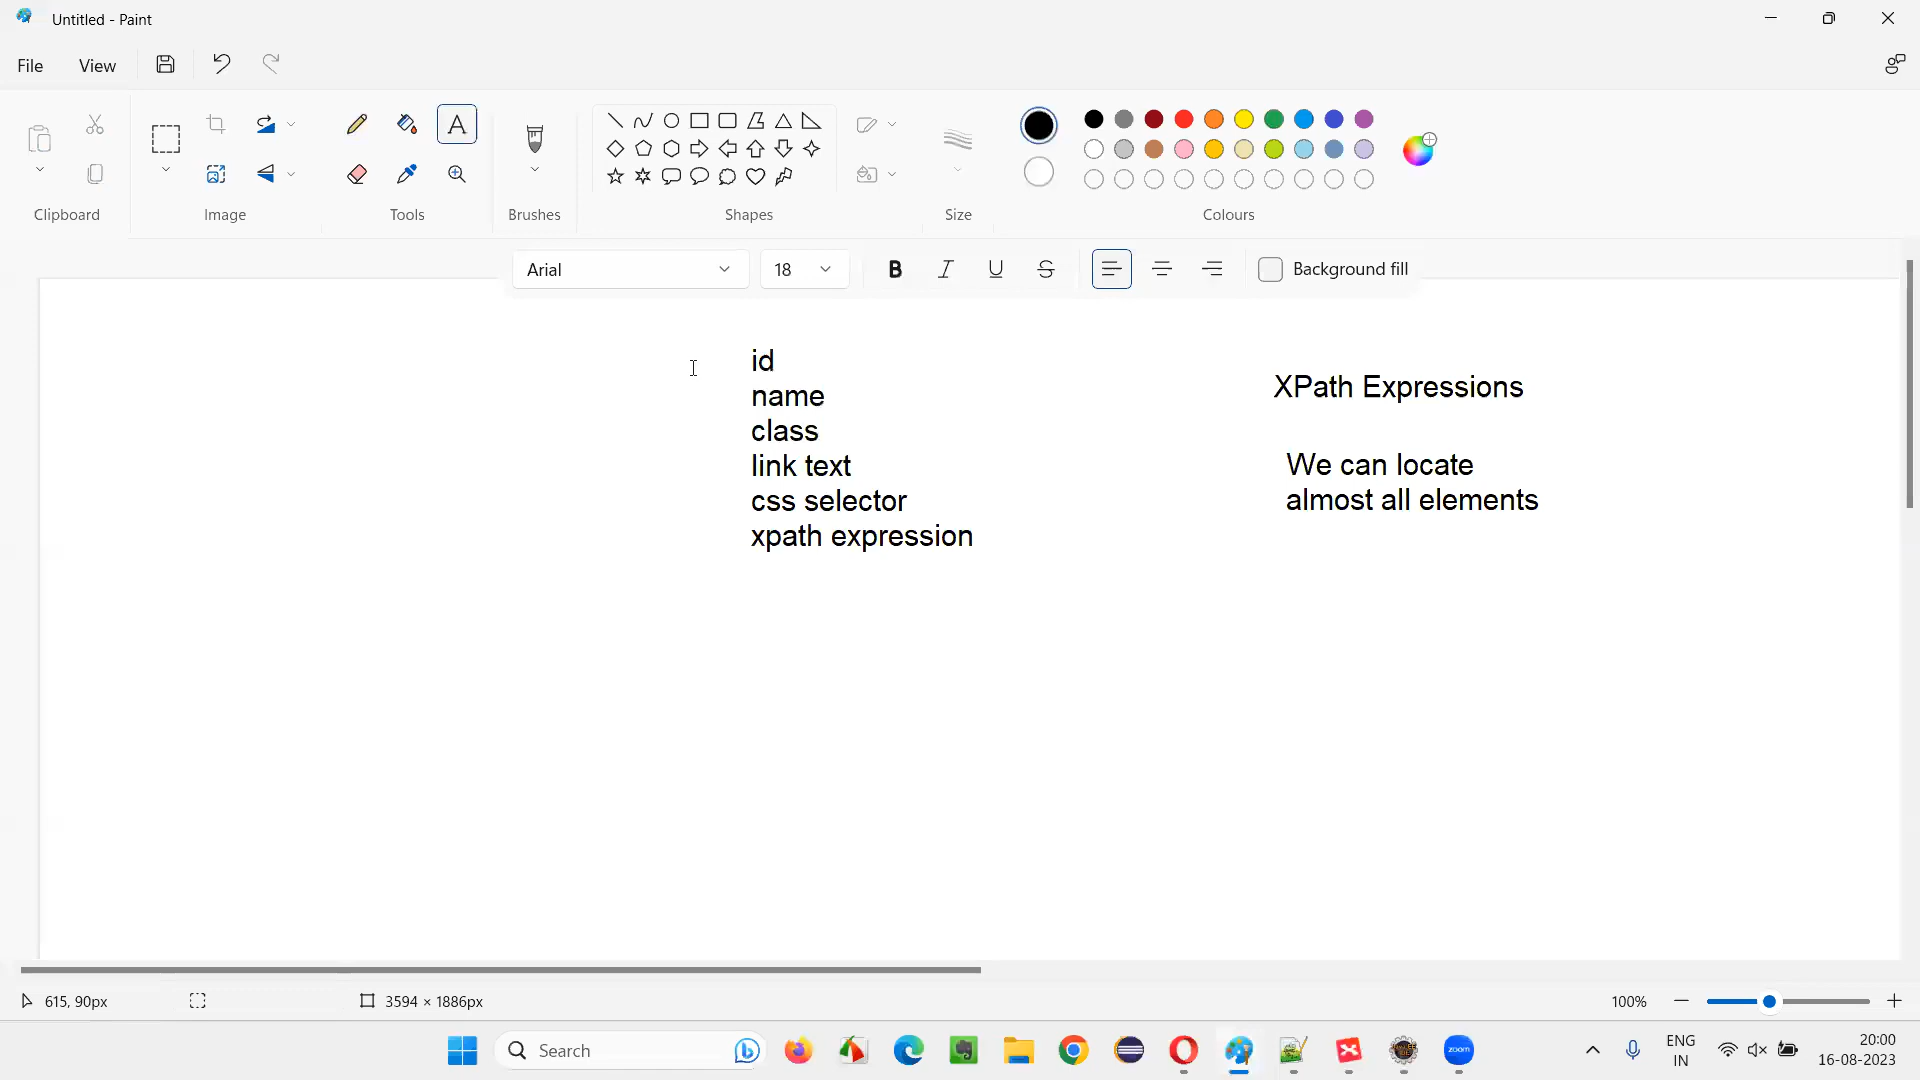 Untitled - Paint
File
View
Clipboard
Image
Tools
Brushes
Shapes
Size
Colours
Arial
18
B
Background fill
id
name
class
link text
css selector
xpath expression
XPath Expressions
We can locate
almost all elements
615, 90px
3594 × 1886px
100%
Search
zoom
ENG
IN
20:00
16-08-2023